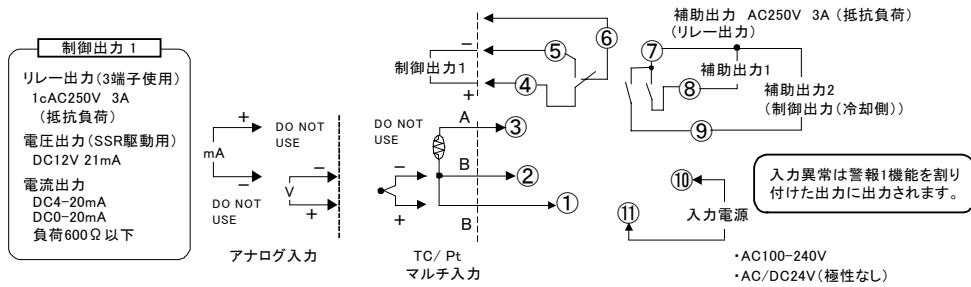 制御出力 1
リレー出力(3端子使用)
1cAC250V 3A
(抵抗負荷)
電圧出力(SSR駆動用)
DC12V 21mA
電流出力
DC4-20mA
DC0-20mA
負荷600Ω以下
+
mA
-
DO NOT
USE
DO NOT
USE
-
V
+
アナログ入力
DO NOT
USE
-
+
A
B
B
TC/ Pt
マルチ入力
③
②
①
-
制御出力1
+
⑥
⑤
④
補助出力 AC250V 3A (抵抗負荷)
(リレー出力)
⑦
補助出力1
⑧
補助出力2
(制御出力(冷却側))
⑨
⑩
⑪
入力電源
入力異常は警報1機能を割り
付けた出力に出力されます。
・AC100-240V
・AC/DC24V(極性なし)